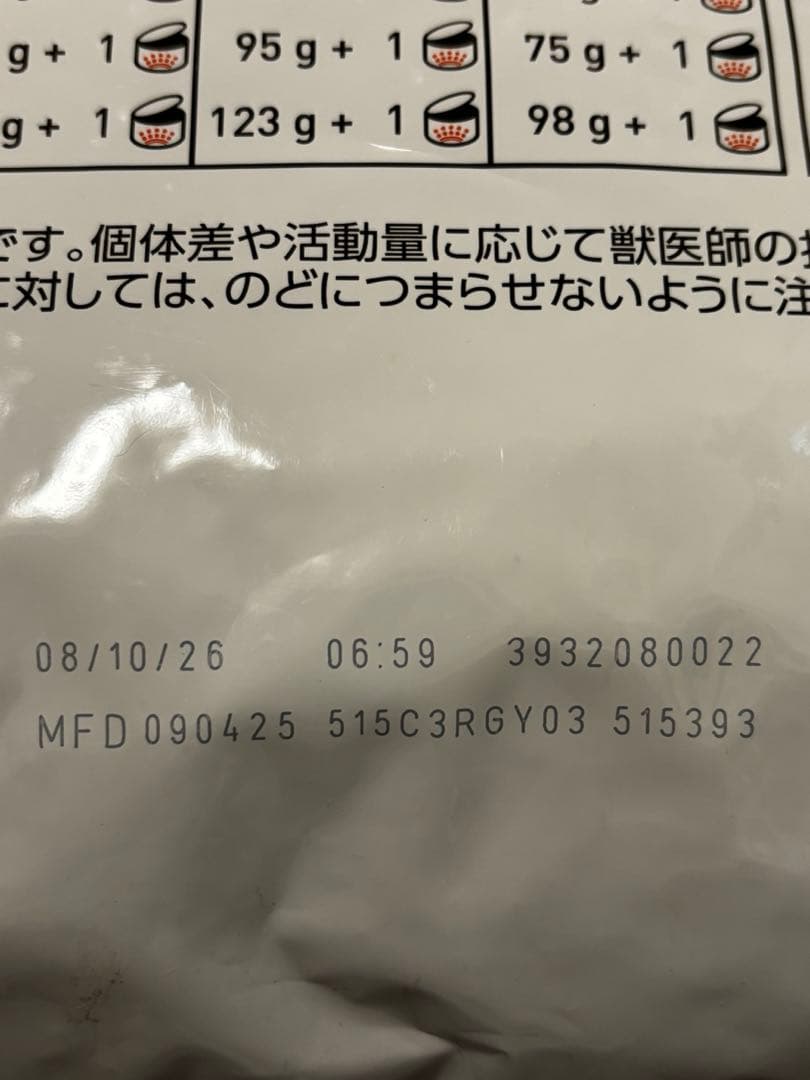 g + 1 95 g + 1 75 g + 1
g + 1 123 g + 1 98 g + 1
です。個体差や活動量に応じて獣医師の
に対しては、のどにつまらせないように注
08/10/26 06:59 3932080022
MFD 090425 515C3RGY03 515393